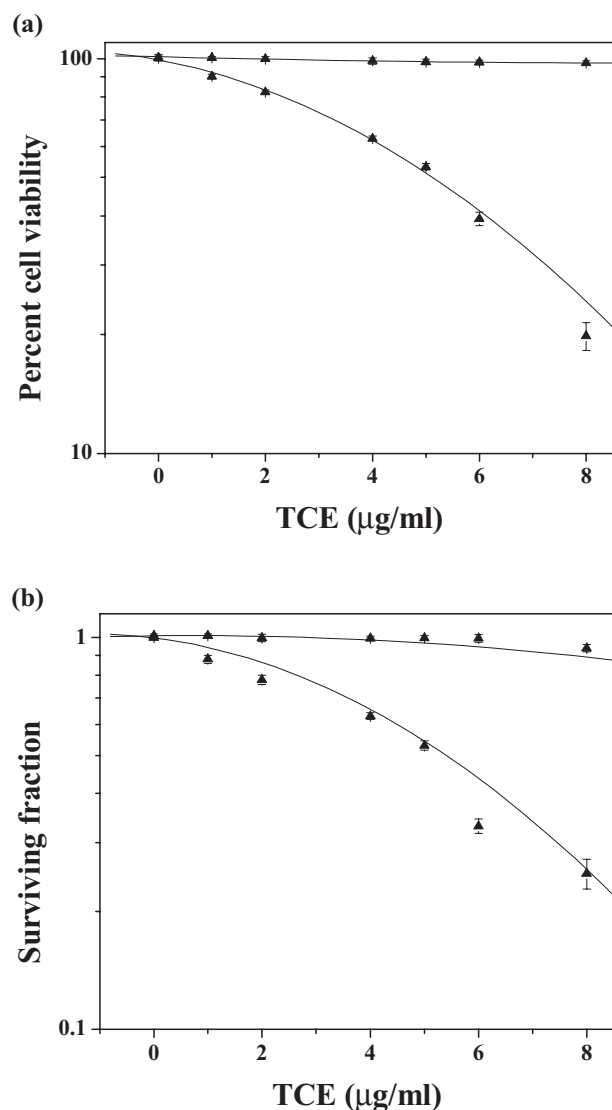 (a)
100
Percent cell viability
10
0 2 4 6 8
TCE (μg/ml)
(b)
1
Surviving fraction
0.1
0 2 4 6 8
TCE (μg/ml)